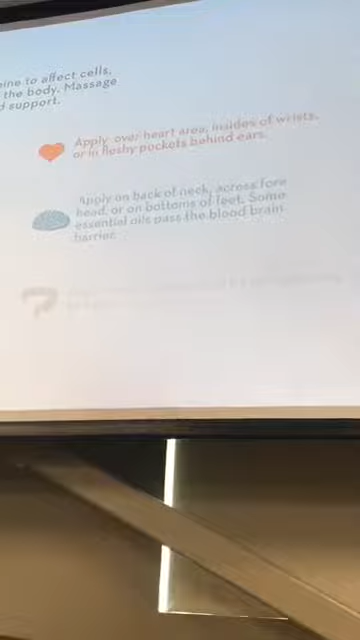 ine to affect cells,
the body. Massage
d support.
Apply over heart area, insides of wrists,
or in fleshy pockets behind ears.
Apply on back of neck, across fore
head, or on bottoms of feet. Some
essential oils pass the blood brain
barrier.